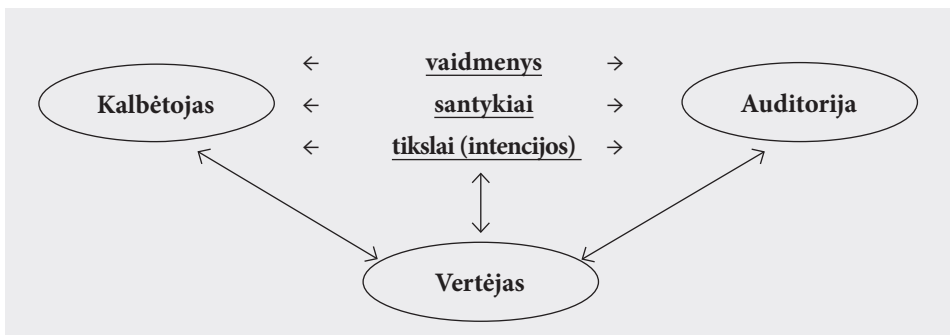 ← vaidmenys →
Kalbėtojas ← santykiai → Auditorija
← tikslai (intencijos) →
Vertėjas